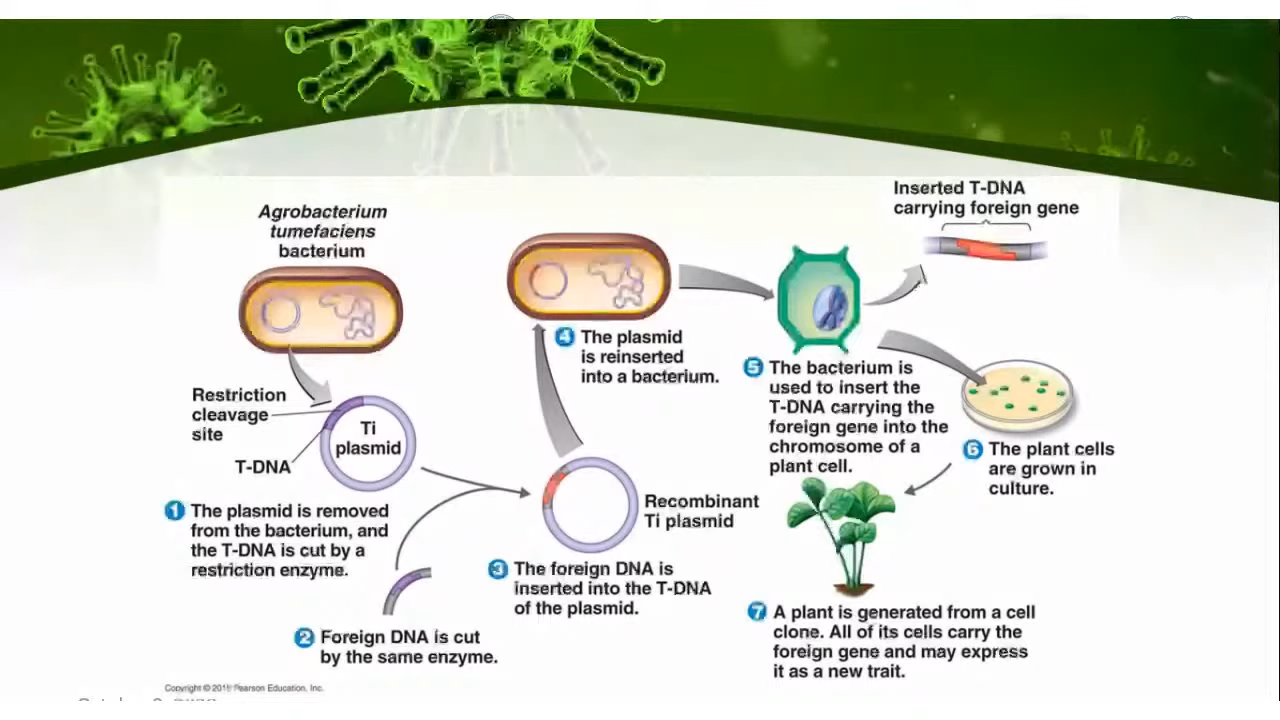 Agrobacterium
tumefaciens
bacterium
Restriction
cleavage
site
T-DNA
Ti
plasmid
1 The plasmid is removed
from the bacterium, and
the T-DNA is cut by a
restriction enzyme.
2 Foreign DNA is cut
by the same enzyme.
3 The foreign DNA is
inserted into the T-DNA
of the plasmid.
Recombinant
Ti plasmid
4 The plasmid
is reinserted
into a bacterium.
5 The bacterium is
used to insert the
T-DNA carrying the
foreign gene into the
chromosome of a
plant cell.
Inserted T-DNA
carrying foreign gene
6 The plant cells
are grown in
culture.
7 A plant is generated from a cell
clone. All of its cells carry the
foreign gene and may express
it as a new trait.
Copyright © Pearson Education, Inc.